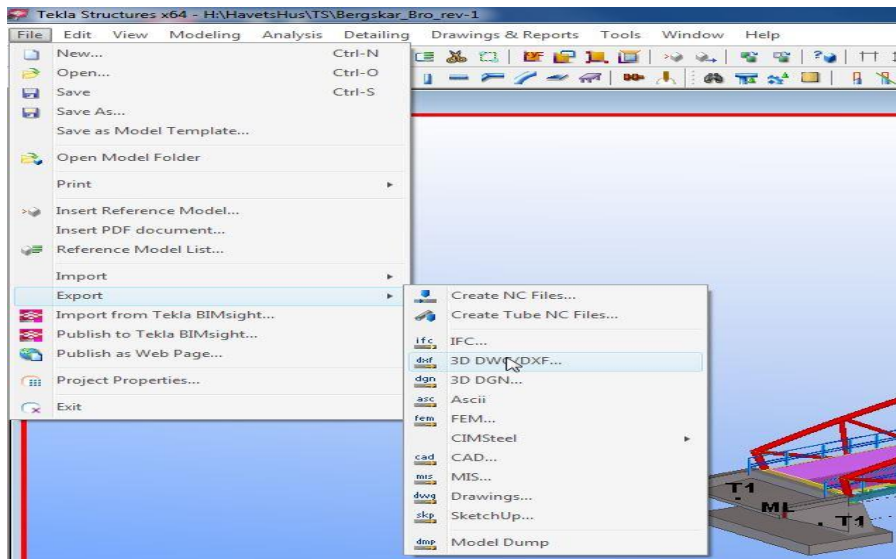 Tekla Structures x64 - H:\HavetsHus\TS\Bergskar_Bro_rev-1
File Edit View Modeling Analysis Detailing Drawings & Reports Tools Window Help
New... Ctrl-N
Open... Ctrl-O
Save Ctrl-S
Save As...
Save as Model Template...
Open Model Folder
Print
Insert Reference Model...
Insert PDF document...
Reference Model List...
Import
Export
Import from Tekla BIMsight...
Publish to Tekla BIMsight...
Publish as Web Page...
Project Properties...
Exit
Create NC Files...
Create Tube NC Files...
ifc IFC...
dxf 3D DWG/DXF...
dgn 3D DGN...
asc Ascii
fem FEM...
CIMSteel
cad CAD...
mis MIS...
dwg Drawings...
skp SketchUp...
dmp Model Dump
T1
ML
T1